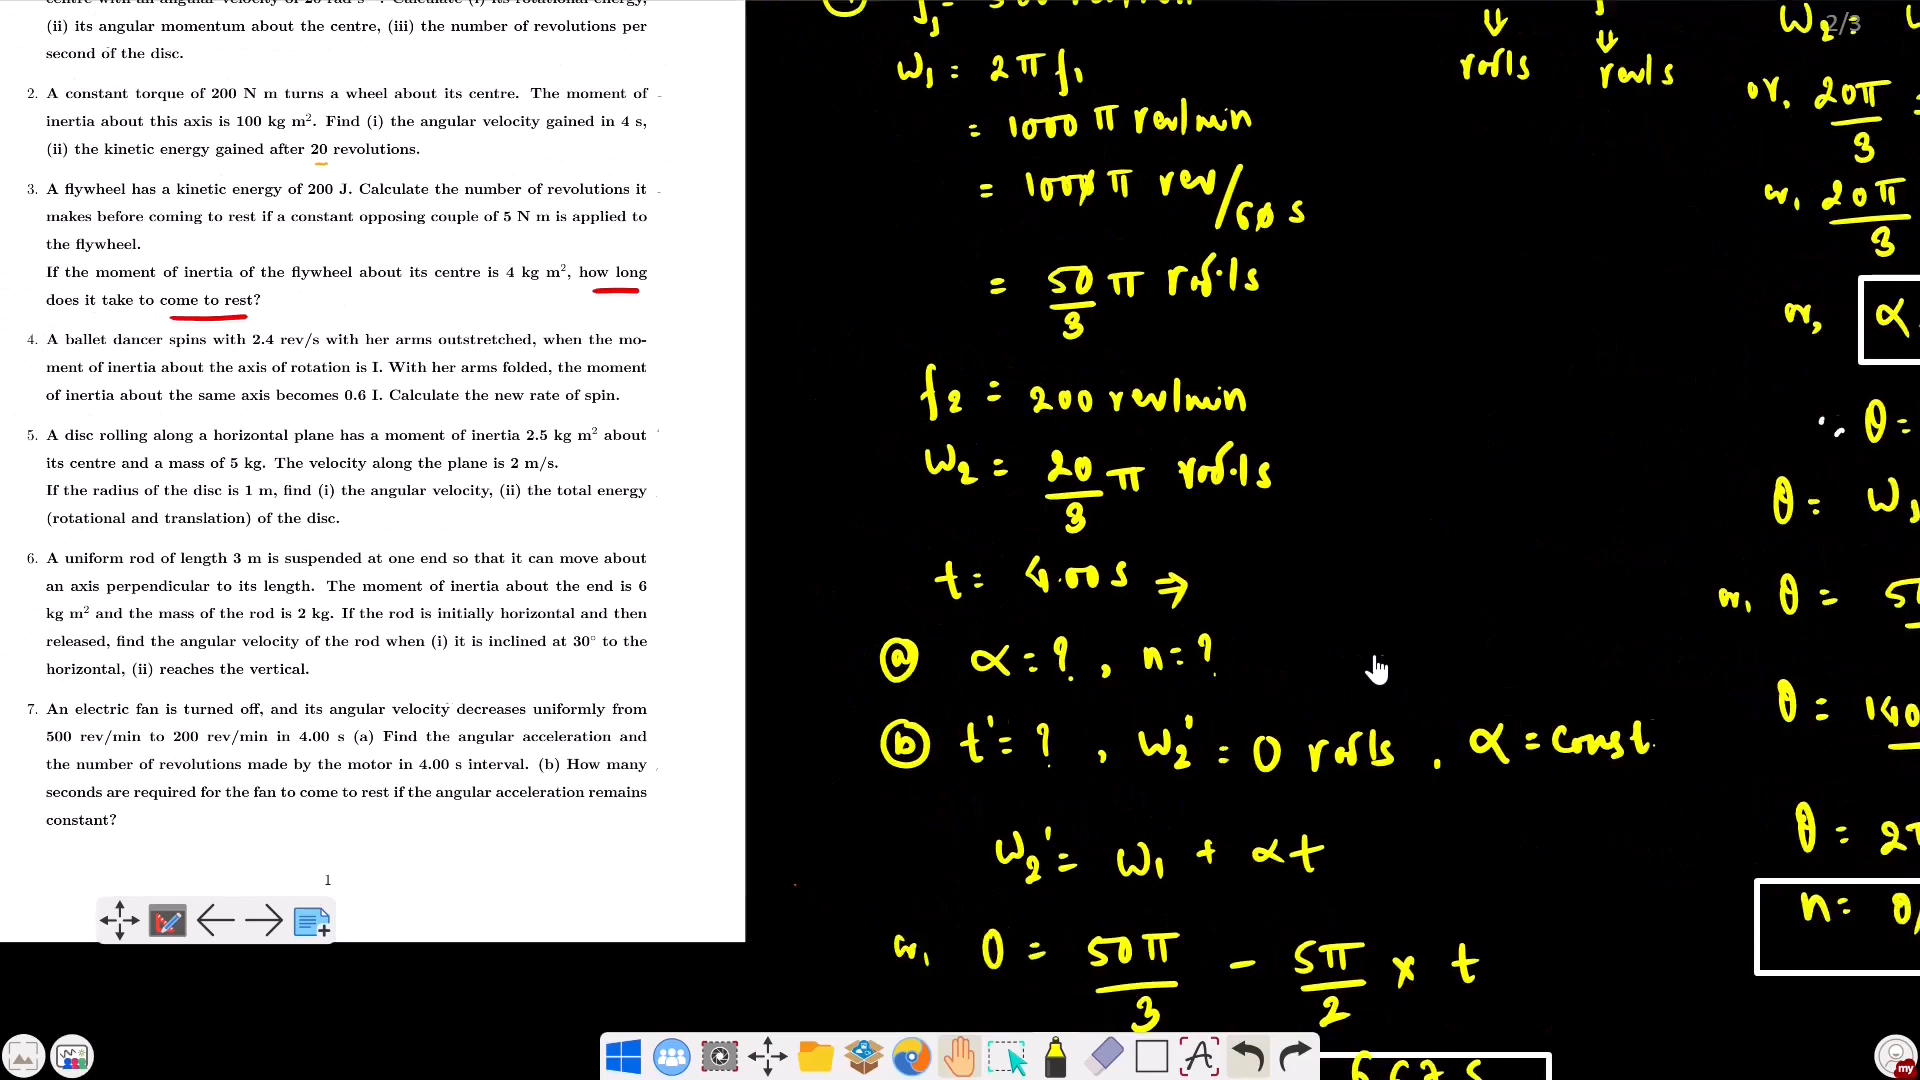 (ii) its angular momentum about the centre, (iii) the number of revolutions per
second of the disc.
2. A constant torque of 200 N m turns a wheel about its centre. The moment of
inertia about this axis is 100 kg m². Find (i) the angular velocity gained in 4 s,
(ii) the kinetic energy gained after 20 revolutions.
3. A flywheel has a kinetic energy of 200 J. Calculate the number of revolutions it
makes before coming to rest if a constant opposing couple of 5 N m is applied to
the flywheel.
If the moment of inertia of the flywheel about its centre is 4 kg m², how long
does it take to come to rest?
4. A ballet dancer spins with 2.4 rev/s with her arms outstretched, when the mo-
ment of inertia about the axis of rotation is I. With her arms folded, the moment
of inertia about the same axis becomes 0.6 I. Calculate the new rate of spin.
5. A disc rolling along a horizontal plane has a moment of inertia 2.5 kg m² about
its centre and a mass of 5 kg. The velocity along the plane is 2 m/s.
If the radius of the disc is 1 m, find (i) the angular velocity, (ii) the total energy
(rotational and translation) of the disc.
6. A uniform rod of length 3 m is suspended at one end so that it can move about
an axis perpendicular to its length. The moment of inertia about the end is 6
kg m² and the mass of the rod is 2 kg. If the rod is initially horizontal and then
released, find the angular velocity of the rod when (i) it is inclined at 30° to the
horizontal, (ii) reaches the vertical.
7. An electric fan is turned off, and its angular velocity decreases uniformly from
500 rev/min to 200 rev/min in 4.00 s (a) Find the angular acceleration and
the number of revolutions made by the motor in 4.00 s interval. (b) How many
seconds are required for the fan to come to rest if the angular acceleration remains
constant?
1
ω₁ = 2π f₁
= 1000 π rev/min
= 1000 π rev/60 s
= 50/3 π rad/s
f₂ = 200 rev/min
ω₂ = 20/3 π rad/s
t = 4.00 s ⇒
ⓐ α = ? , n = ?
ⓑ t' = ? , ω₂' = 0 rad/s , α = const.
ω₂' = ω₁ + αt
or, 0 = 50π/3 - 5π/2 × t
6.67 s
rad/s
rev/s
2/3
ω₂ =
or, 20π/3 =
or, 20π/3
or, α
∵ θ =
θ = ω₁
or, θ =
θ = 140
θ = 2π
n =
my